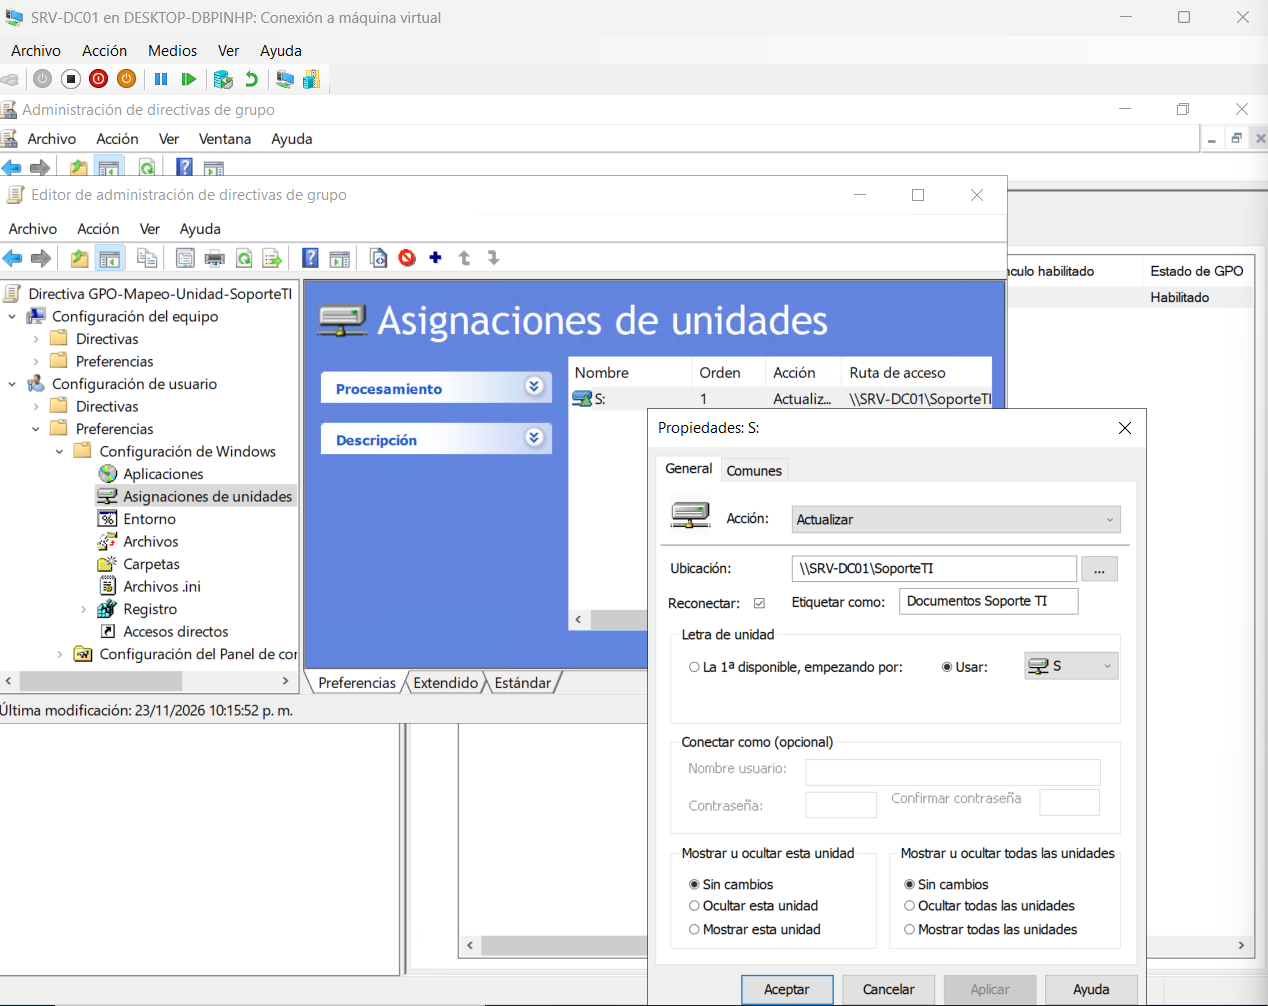 SRV-DC01 en DESKTOP-DBPINHP: Conexión a máquina virtual
Archivo Acción Medios Ver Ayuda
Administración de directivas de grupo
Archivo Acción Ver Ventana Ayuda
Editor de administración de directivas de grupo
Archivo Acción Ver Ayuda
nculo habilitado Estado de GPO
Habilitado
Directiva GPO-Mapeo-Unidad-SoporteTI
Configuración del equipo
Directivas
Preferencias
Configuración de usuario
Directivas
Preferencias
Configuración de Windows
Aplicaciones
Asignaciones de unidades
Entorno
Archivos
Carpetas
Archivos .ini
Registro
Accesos directos
Configuración del Panel de cor
Asignaciones de unidades
Procesamiento
Descripción
Nombre Orden Acción Ruta de acceso
S: 1 Actualiz... \\SRV-DC01\SoporteTI
Preferencias Extendido Estándar
Última modificación: 23/11/2026 10:15:52 p. m.
Propiedades: S:
General Comunes
Acción: Actualizar
Ubicación: \\SRV-DC01\SoporteTI ...
Reconectar: Etiquetar como: Documentos Soporte TI
Letra de unidad
La 1ª disponible, empezando por: Usar: S
Conectar como (opcional)
Nombre usuario:
Contraseña: Confirmar contraseña
Mostrar u ocultar esta unidad
Sin cambios
Ocultar esta unidad
Mostrar esta unidad
Mostrar u ocultar todas las unidades
Sin cambios
Ocultar todas las unidades
Mostrar todas las unidades
Aceptar Cancelar Aplicar Ayuda